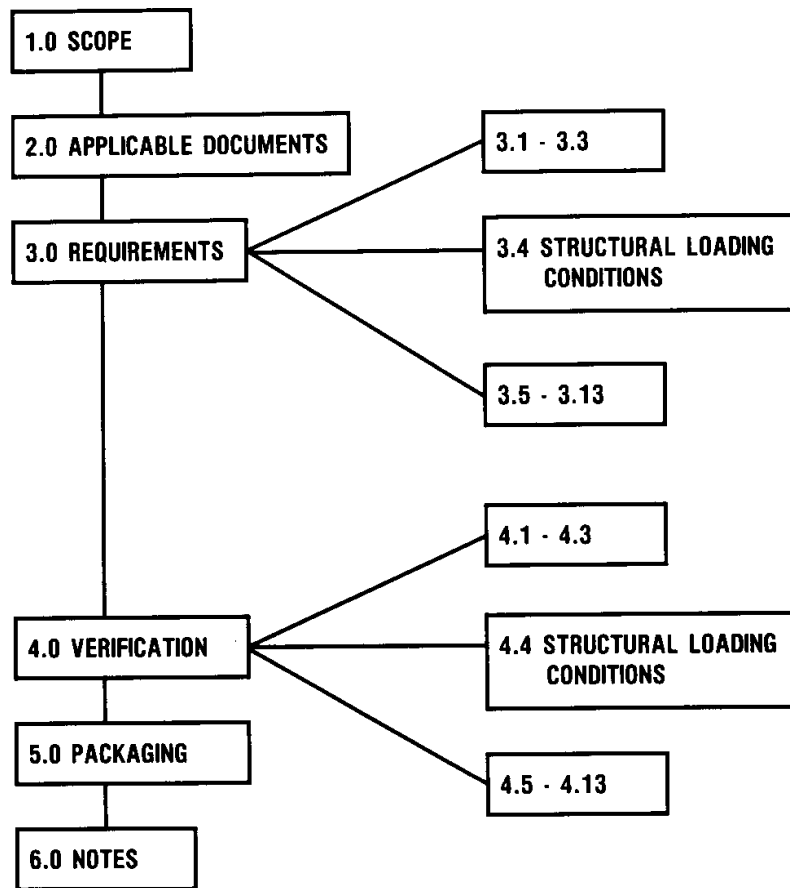 1.0 SCOPE
2.0 APPLICABLE DOCUMENTS
3.0 REQUIREMENTS
3.1 - 3.3
3.4 STRUCTURAL LOADING
CONDITIONS
3.5 - 3.13
4.0 VERIFICATION
4.1 - 4.3
4.4 STRUCTURAL LOADING
CONDITIONS
4.5 - 4.13
5.0 PACKAGING
6.0 NOTES